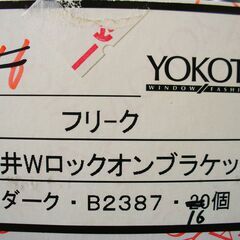 YOKOT
WINDOW FASHI
フリーク
井Wロックオンブラケッ
ダーク・B2387・20個
16